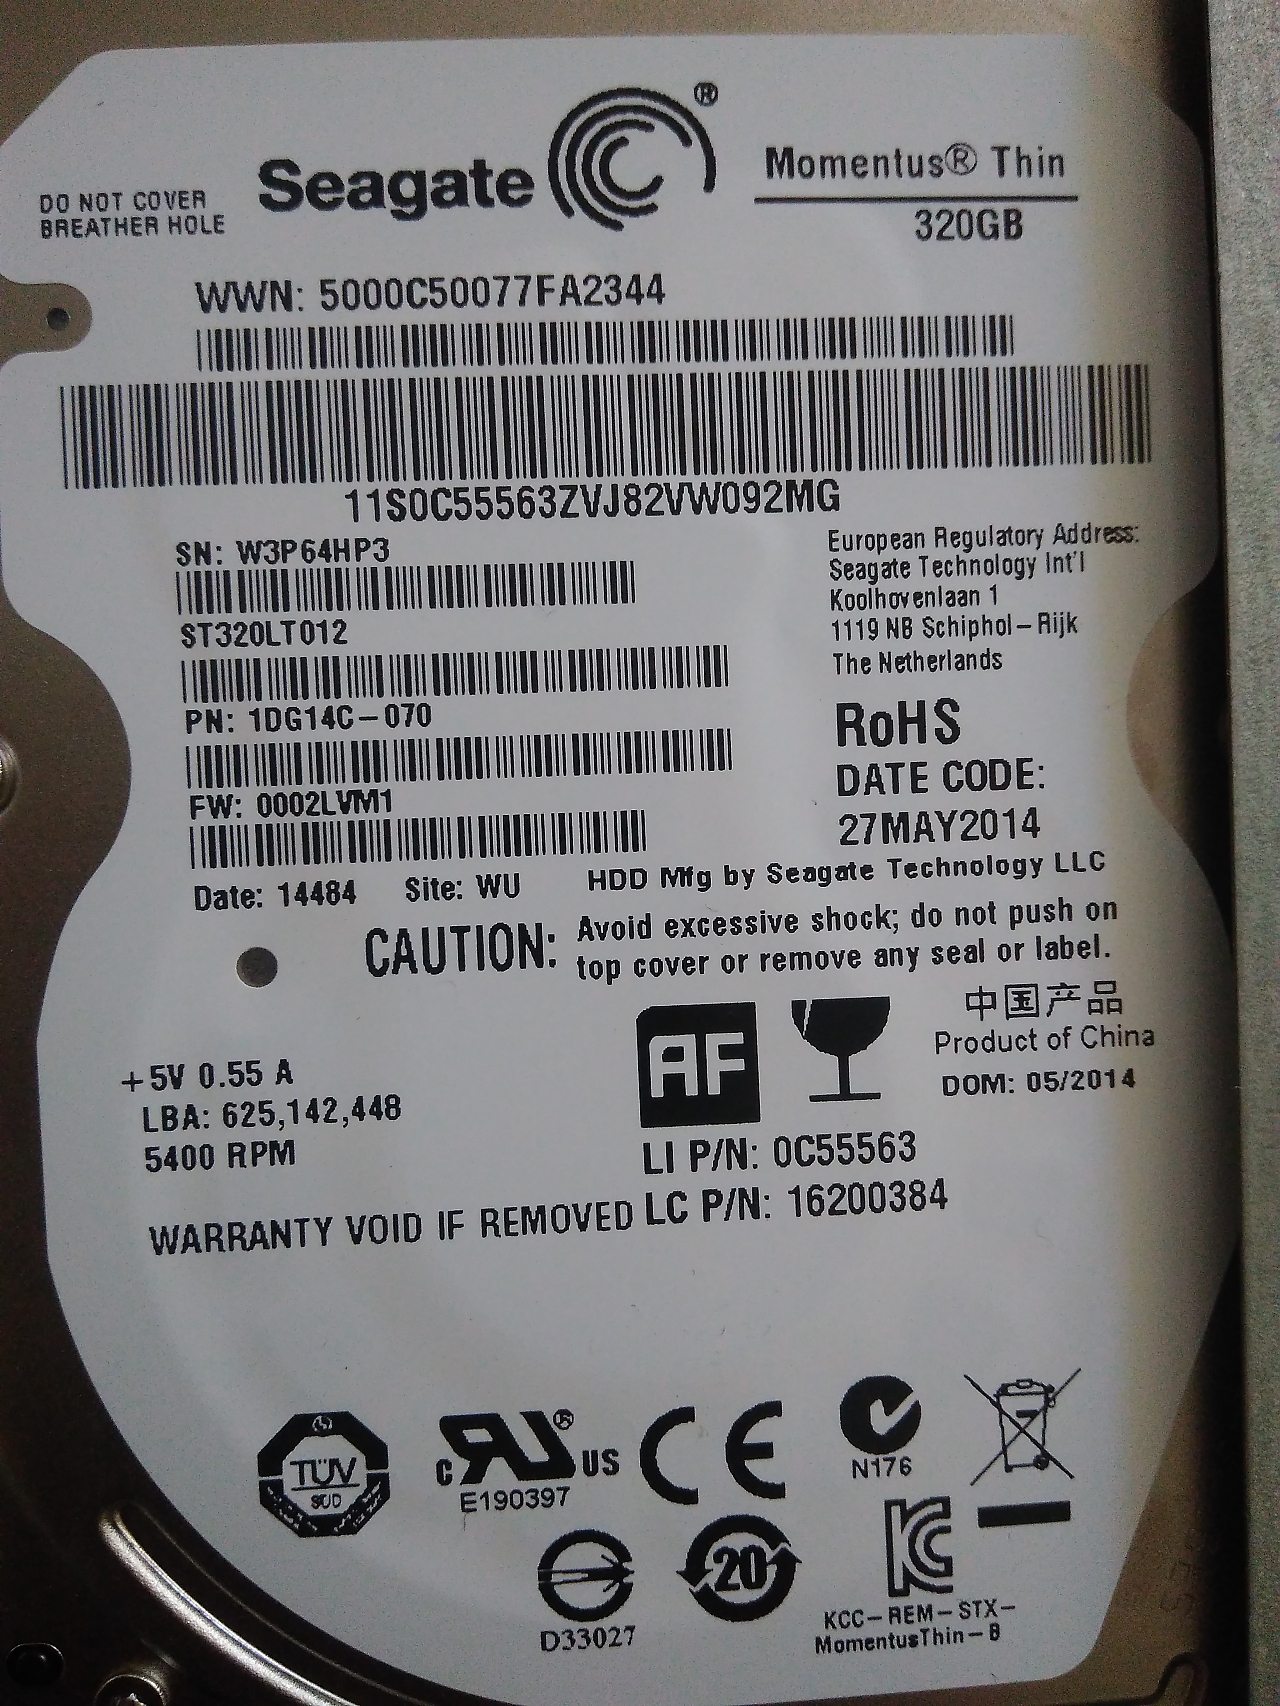 Seagate®
Momentus® Thin
320GB
DO NOT COVER
BREATHER HOLE
WWN: 5000C50077FA2344
11S0C55563ZVJ82VW092MG
SN: W3P64HP3
ST320LT012
PN: 1DG14C-070
FW: 0002LVM1
Date: 14484 Site: WU
European Regulatory Address:
Seagate Technology Int'l
Koolhovenlaan 1
1119 NB Schiphol-Rijk
The Netherlands
RoHS
DATE CODE:
27MAY2014
HDD Mfg by Seagate Technology LLC
CAUTION: Avoid excessive shock; do not push on
top cover or remove any seal or label.
AF
中国产品
Product of China
DOM: 05/2014
+5V 0.55 A
LBA: 625,142,448
5400 RPM
LI P/N: 0C55563
LC P/N: 16200384
WARRANTY VOID IF REMOVED
TÜV
SÜD
c RU® US
E190397
CE
N176
D33027
20
KC
KCC-REM-STX-
MomentusThin-B